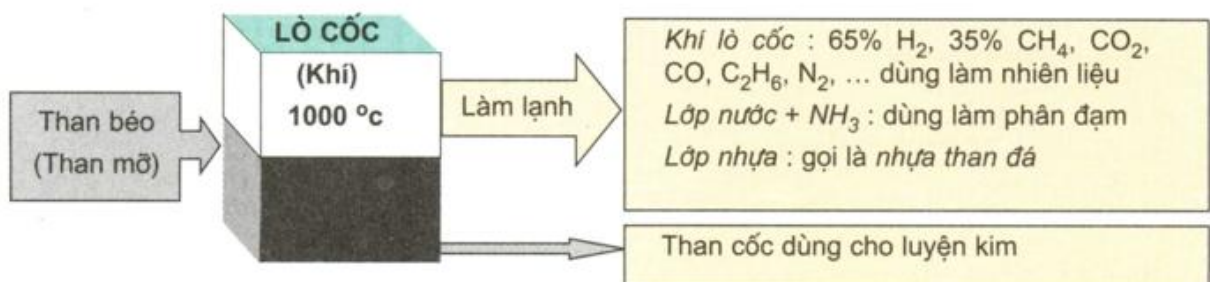 Than béo
(Than mỡ)
LÒ CỐC
(Khí)
1000 °c
Làm lạnh
Khí lò cốc : 65% H₂, 35% CH₄, CO₂,
CO, C₂H₆, N₂, ... dùng làm nhiên liệu
Lớp nước + NH₃ : dùng làm phân đạm
Lớp nhựa : gọi là nhựa than đá
Than cốc dùng cho luyện kim